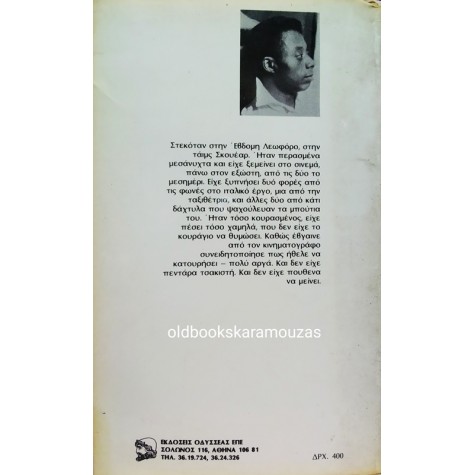 Στεκόταν στην Έβδομη Λεωφόρο, στην
τάιμς Σκουέαρ. Ήταν περασμένα
μεσάνυχτα και είχε ξεμείνει στο σινεμά,
πάνω στον εξώστη, από τις δύο το
μεσημέρι. Είχε ξυπνήσει δυό φορές από
τις φωνές στο ιταλικό έργο, μια από την
ταξιθέτρια, και άλλες δύο από κάτι
δάχτυλα που ψαχούλευαν τα μπούτια
του. Ήταν τόσο κουρασμένος, είχε
πέσει τόσο χαμηλά, που δεν είχε το
κουράγιο να θυμώσει. Καθώς έβγαινε
από τον κινηματογράφο
συνειδητοποίησε πως ήθελε να
κατουρήσει – πολύ αργά. Και δεν είχε
πεντάρα τσακιστή. Και δεν είχε πουθενα
να μείνει.
oldbookskaramouzas
ΕΚΔΟΣΕΙΣ ΟΔΥΣΣΕΑΣ ΕΠΕ
ΣΟΛΩΝΟΣ 116, ΑΘΗΝΑ 106 81
ΤΗΛ. 36.19.724, 36.24.326
ΔΡΧ. 400